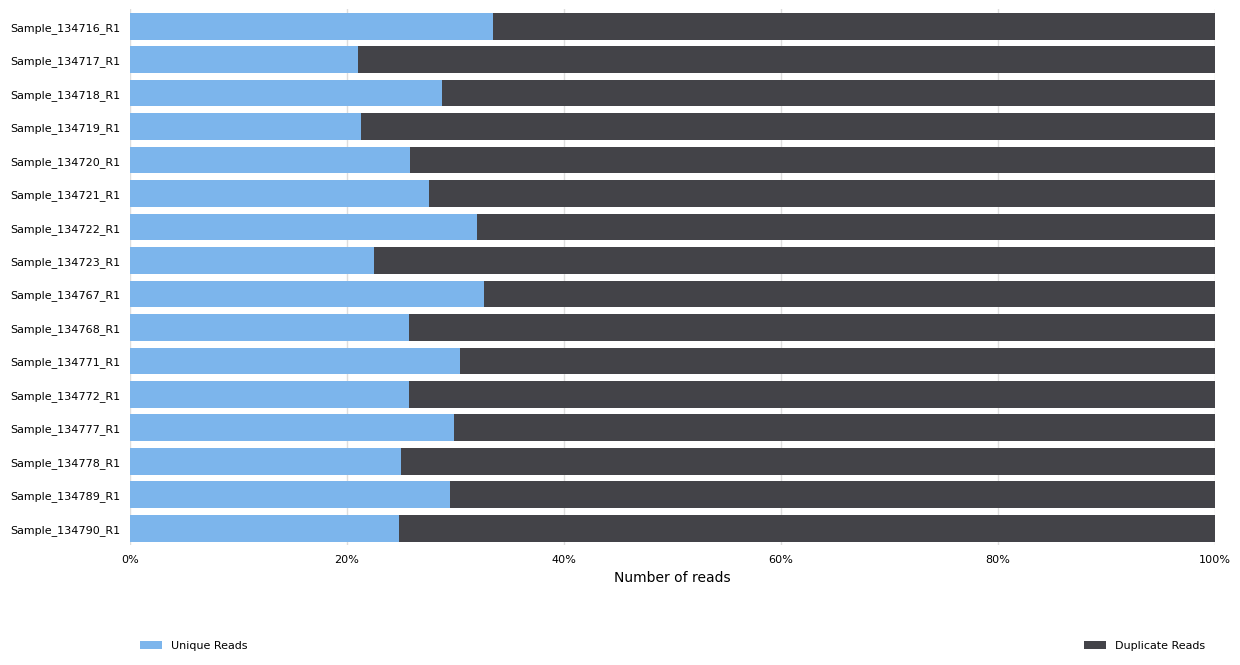 Sample_134716_R1
Sample_134717_R1
Sample_134718_R1
Sample_134719_R1
Sample_134720_R1
Sample_134721_R1
Sample_134722_R1
Sample_134723_R1
Sample_134767_R1
Sample_134768_R1
Sample_134771_R1
Sample_134772_R1
Sample_134777_R1
Sample_134778_R1
Sample_134789_R1
Sample_134790_R1
0% 20% 40% 60% 80% 100%
Number of reads
Unique Reads Duplicate Reads